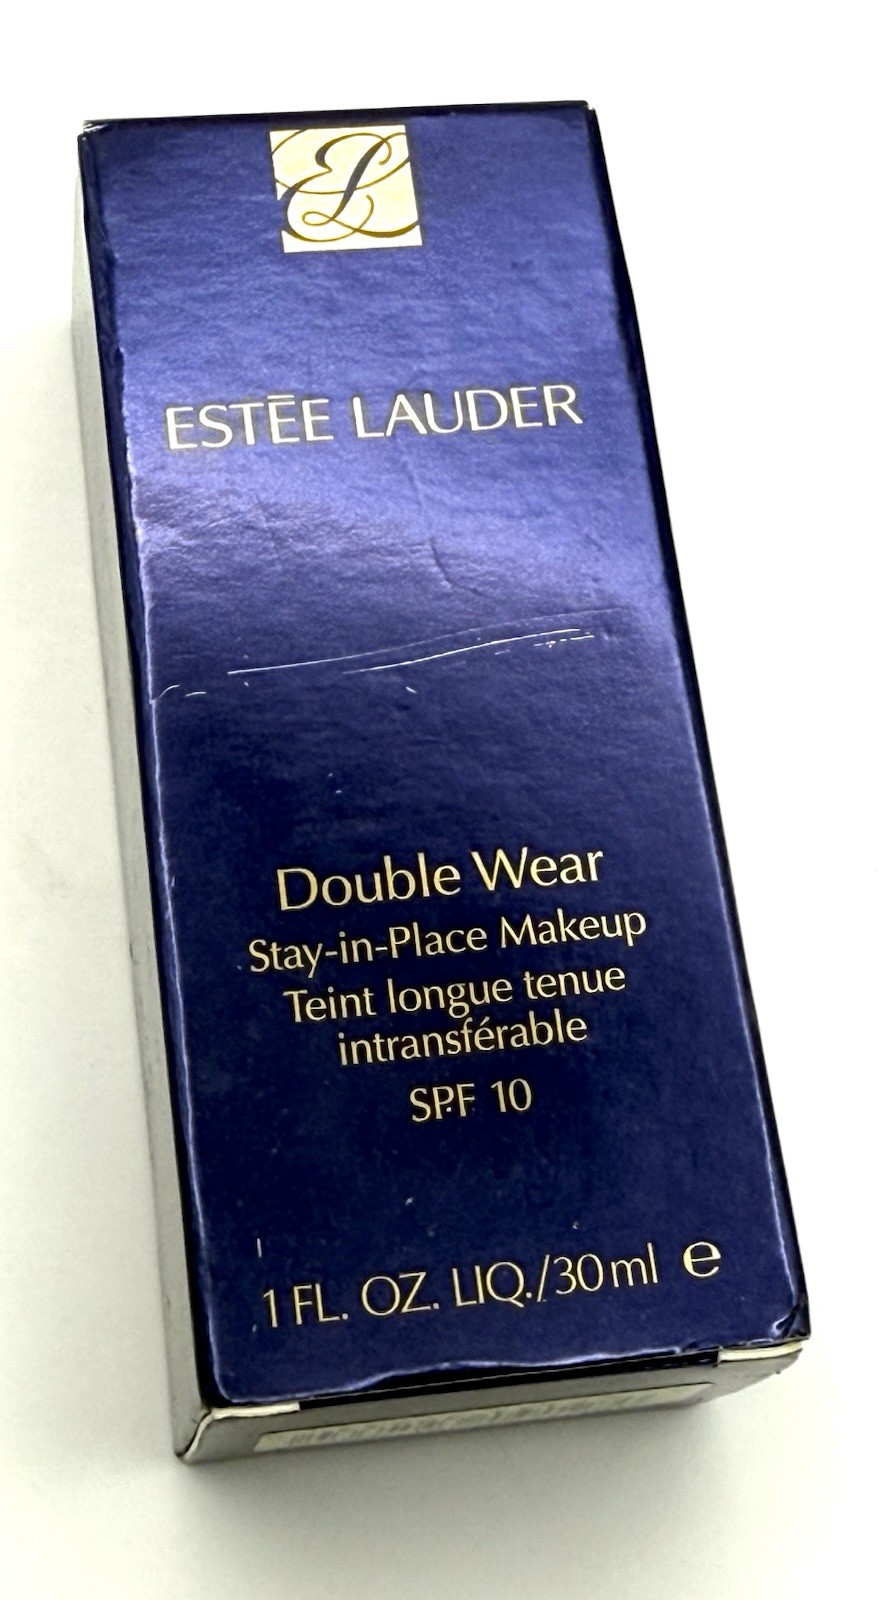 EL
ESTĒE LAUDER
Double Wear
Stay-in-Place Makeup
Teint longue tenue
intransférable
SPF 10
1 FL. OZ. LIQ./30ml ℮